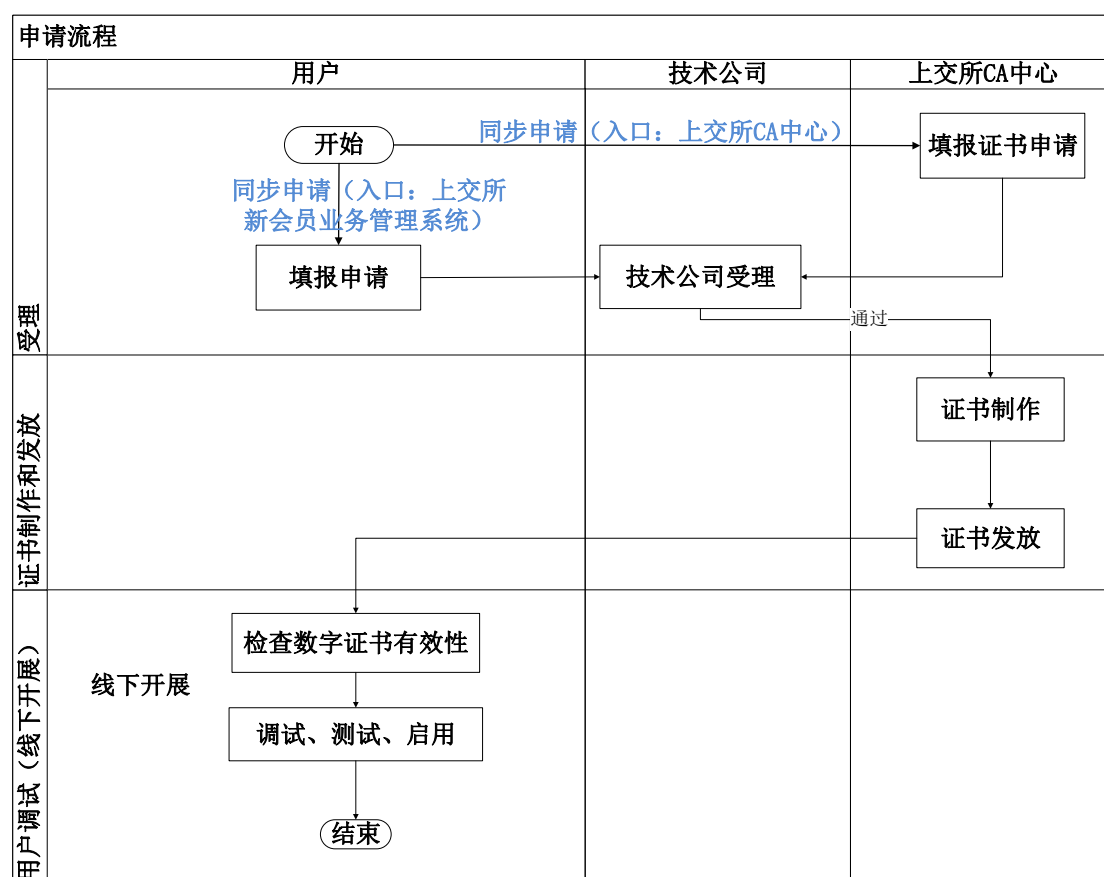 申请流程
用户
技术公司
上交所CA中心
受理
开始
同步申请（入口：上交所CA中心）
填报证书申请
同步申请（入口：上交所
新会员业务管理系统）
填报申请
技术公司受理
通过
证书制作和发放
证书制作
证书发放
用户调试（线下开展）
检查数字证书有效性
线下开展
调试、测试、启用
结束